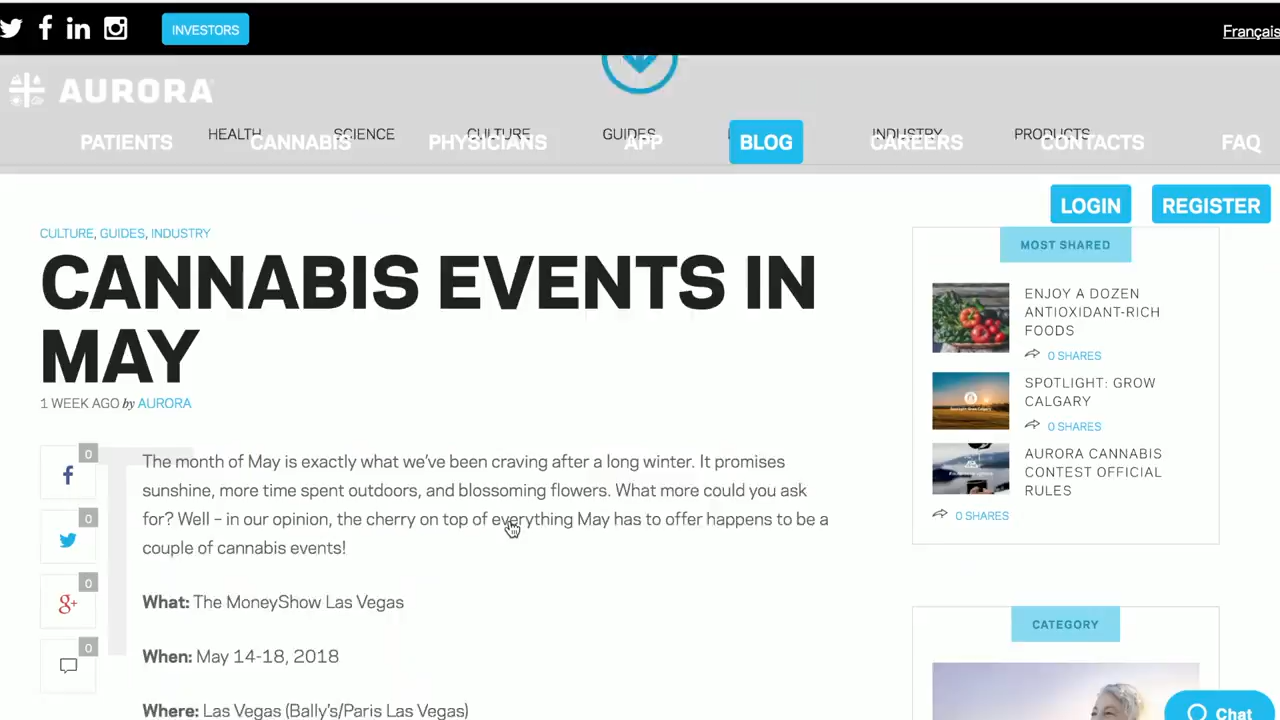 INVESTORS
Français
AURORA
HEALTH SCIENCE CULTURE GUIDES INDUSTRY PRODUCTS
PATIENTS CANNABIS PHYSICIANS APP BLOG CAREERS CONTACTS FAQ
LOGIN REGISTER
CULTURE, GUIDES, INDUSTRY
CANNABIS EVENTS IN
MAY
1 WEEK AGO by AURORA
0
0
0
0
The month of May is exactly what we’ve been craving after a long winter. It promises
sunshine, more time spent outdoors, and blossoming flowers. What more could you ask
for? Well – in our opinion, the cherry on top of everything May has to offer happens to be a
couple of cannabis events!
What: The MoneyShow Las Vegas
When: May 14-18, 2018
Where: Las Vegas (Bally’s/Paris Las Vegas)
MOST SHARED
ENJOY A DOZEN
ANTIOXIDANT-RICH
FOODS
0 SHARES
SPOTLIGHT: GROW
CALGARY
0 SHARES
AURORA CANNABIS
CONTEST OFFICIAL
RULES
0 SHARES
CATEGORY
Chat